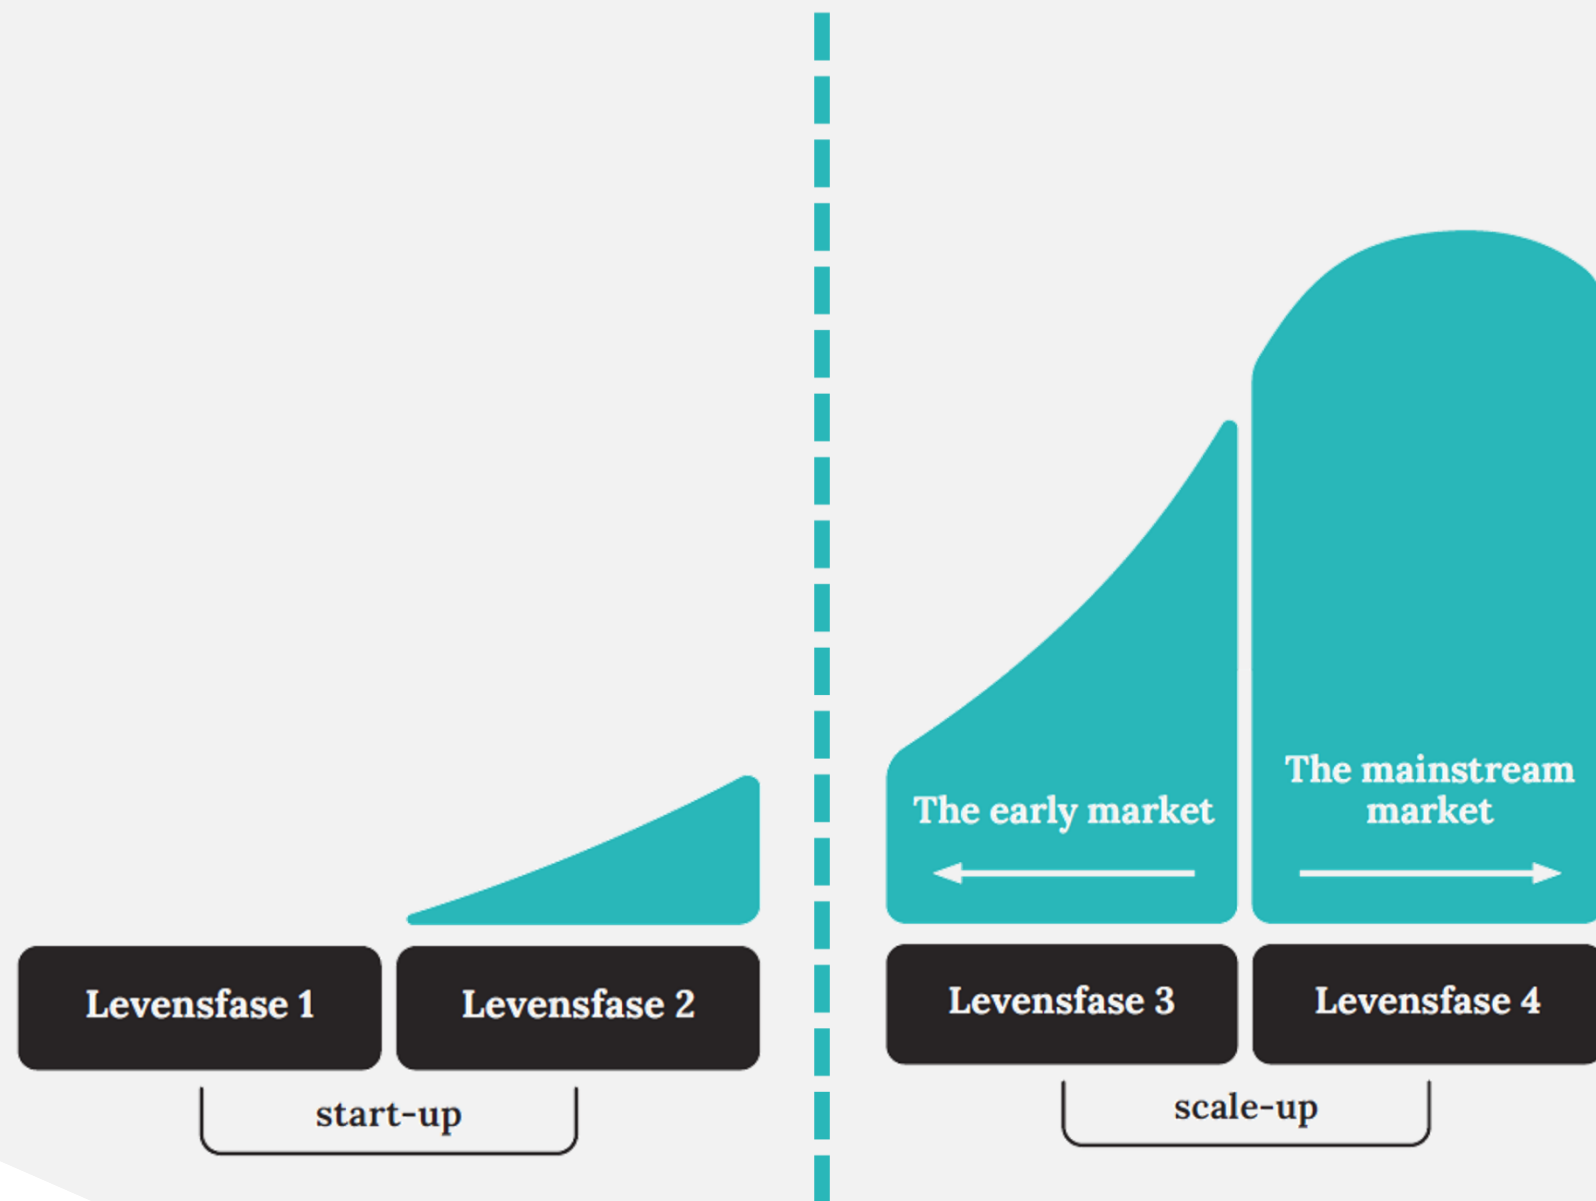 The early market
The mainstream
market
Levensfase 1
Levensfase 2
Levensfase 3
Levensfase 4
start-up
scale-up